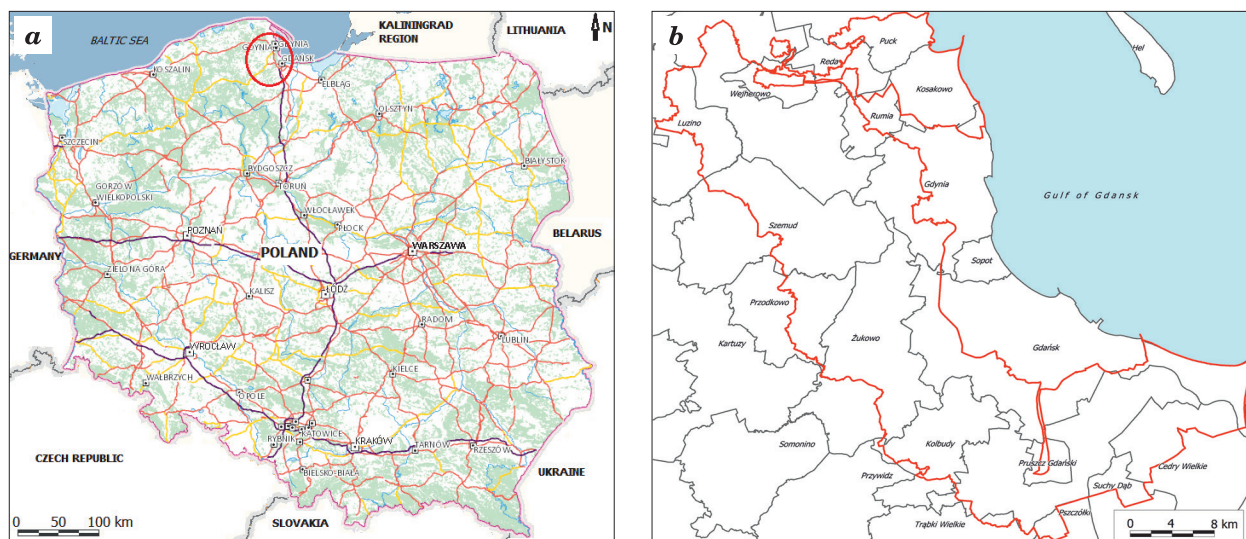 a
BALTIC SEA
KALININGRAD
REGION
LITHUANIA
N
GDYNIA
GDYNIA
GDAŃSK
KOSZALIN
ELBLĄG
OLSZTYN
SZCZECIN
BIAŁYSTOK
BYDGOSZCZ
TORUŃ
GORZÓW
WIELKOPOLSKI
WŁOCŁAWEK
PŁOCK
POZNAŃ
WARSZAWA
BELARUS
POLAND
GERMANY
ZIELONA GÓRA
KALISZ
ŁÓDŹ
RADOM
LUBLIN
WROCŁAW
KIELCE
WAŁBRZYCH
OPOLE
KATOWICE
RYBNIK
KRAKÓW
TARNÓW
RZESZÓW
CZECH REPUBLIC
BIELSKO-BIAŁA
UKRAINE
SLOVAKIA
0 50 100 km
b
Puck
Hel
Reda
Wejherowo
Kosakowo
Luzino
Rumia
Gdynia
Gulf of Gdansk
Szemud
Sopot
Przodkowo
Kartuzy
Żukowo
Gdańsk
Somonino
Kolbudy
Przywidz
Pruszcz Gdański
Cedry Wielkie
Suchy Dąb
Pszczółki
Trąbki Wielkie
0 4 8 km